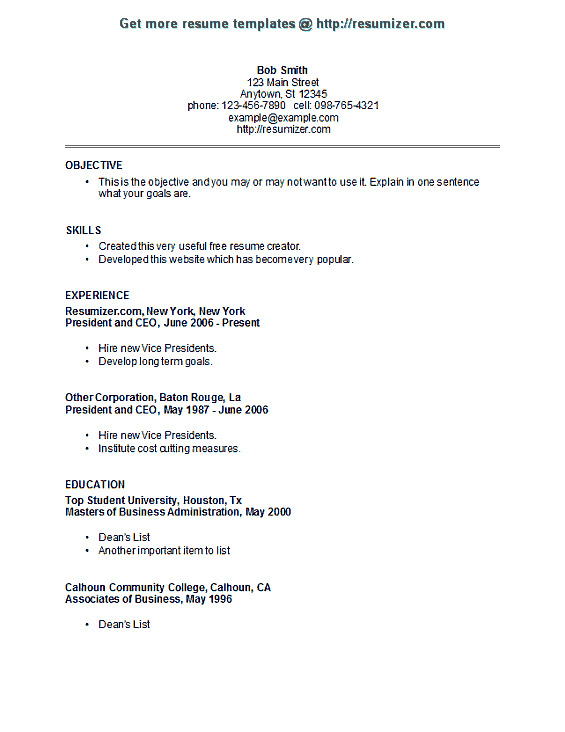 Get more resume templates @ http://resumizer.com
Bob Smith
123 Main Street
Anytown, St 12345
phone: 123-456-7890 cell: 098-765-4321
example@example.com
http://resumizer.com
OBJECTIVE
• This is the objective and you may or may not want to use it. Explain in one sentence
what your goals are.
SKILLS
• Created this very useful free resume creator.
• Developed this website which has become very popular.
EXPERIENCE
Resumizer.com, New York, New York
President and CEO, June 2006 - Present
• Hire new Vice Presidents.
• Develop long term goals.
Other Corporation, Baton Rouge, La
President and CEO, May 1987 - June 2006
• Hire new Vice Presidents.
• Institute cost cutting measures.
EDUCATION
Top Student University, Houston, Tx
Masters of Business Administration, May 2000
• Dean's List
• Another important item to list
Calhoun Community College, Calhoun, CA
Associates of Business, May 1996
• Dean's List